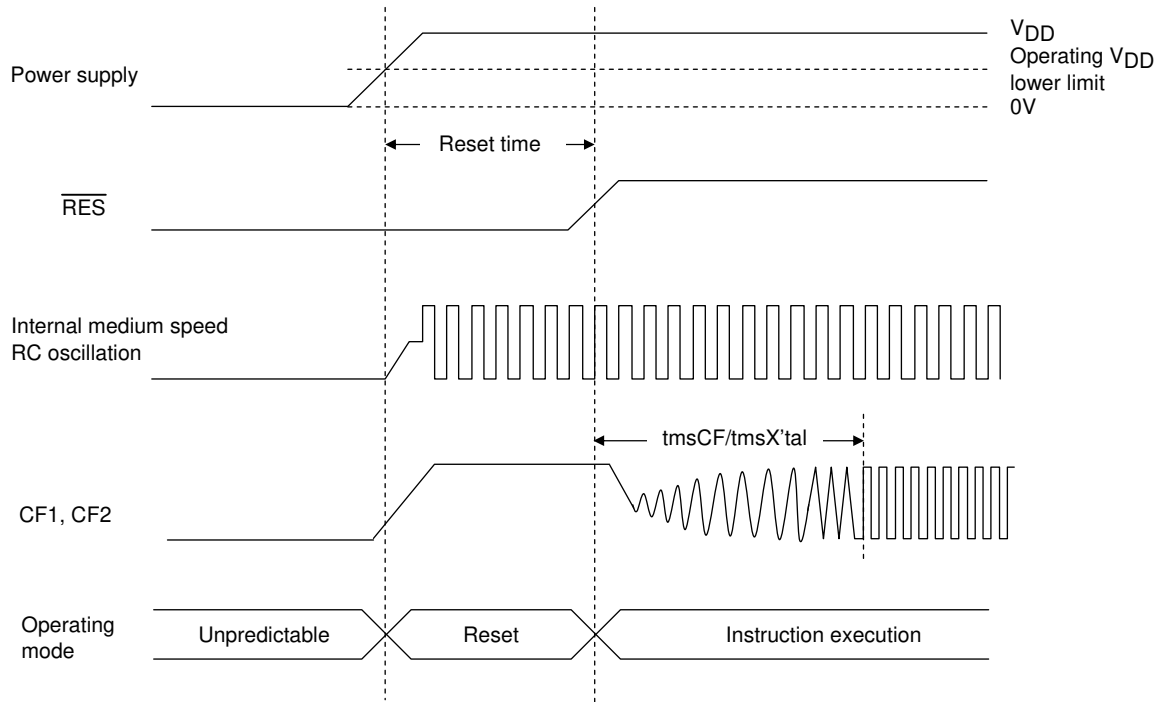 VDD
Operating VDD
lower limit
0V
Power supply
Reset time
RES
Internal medium speed
RC oscillation
tmsCF/tmsX'tal
CF1, CF2
Operating
mode
Unpredictable
Reset
Instruction execution